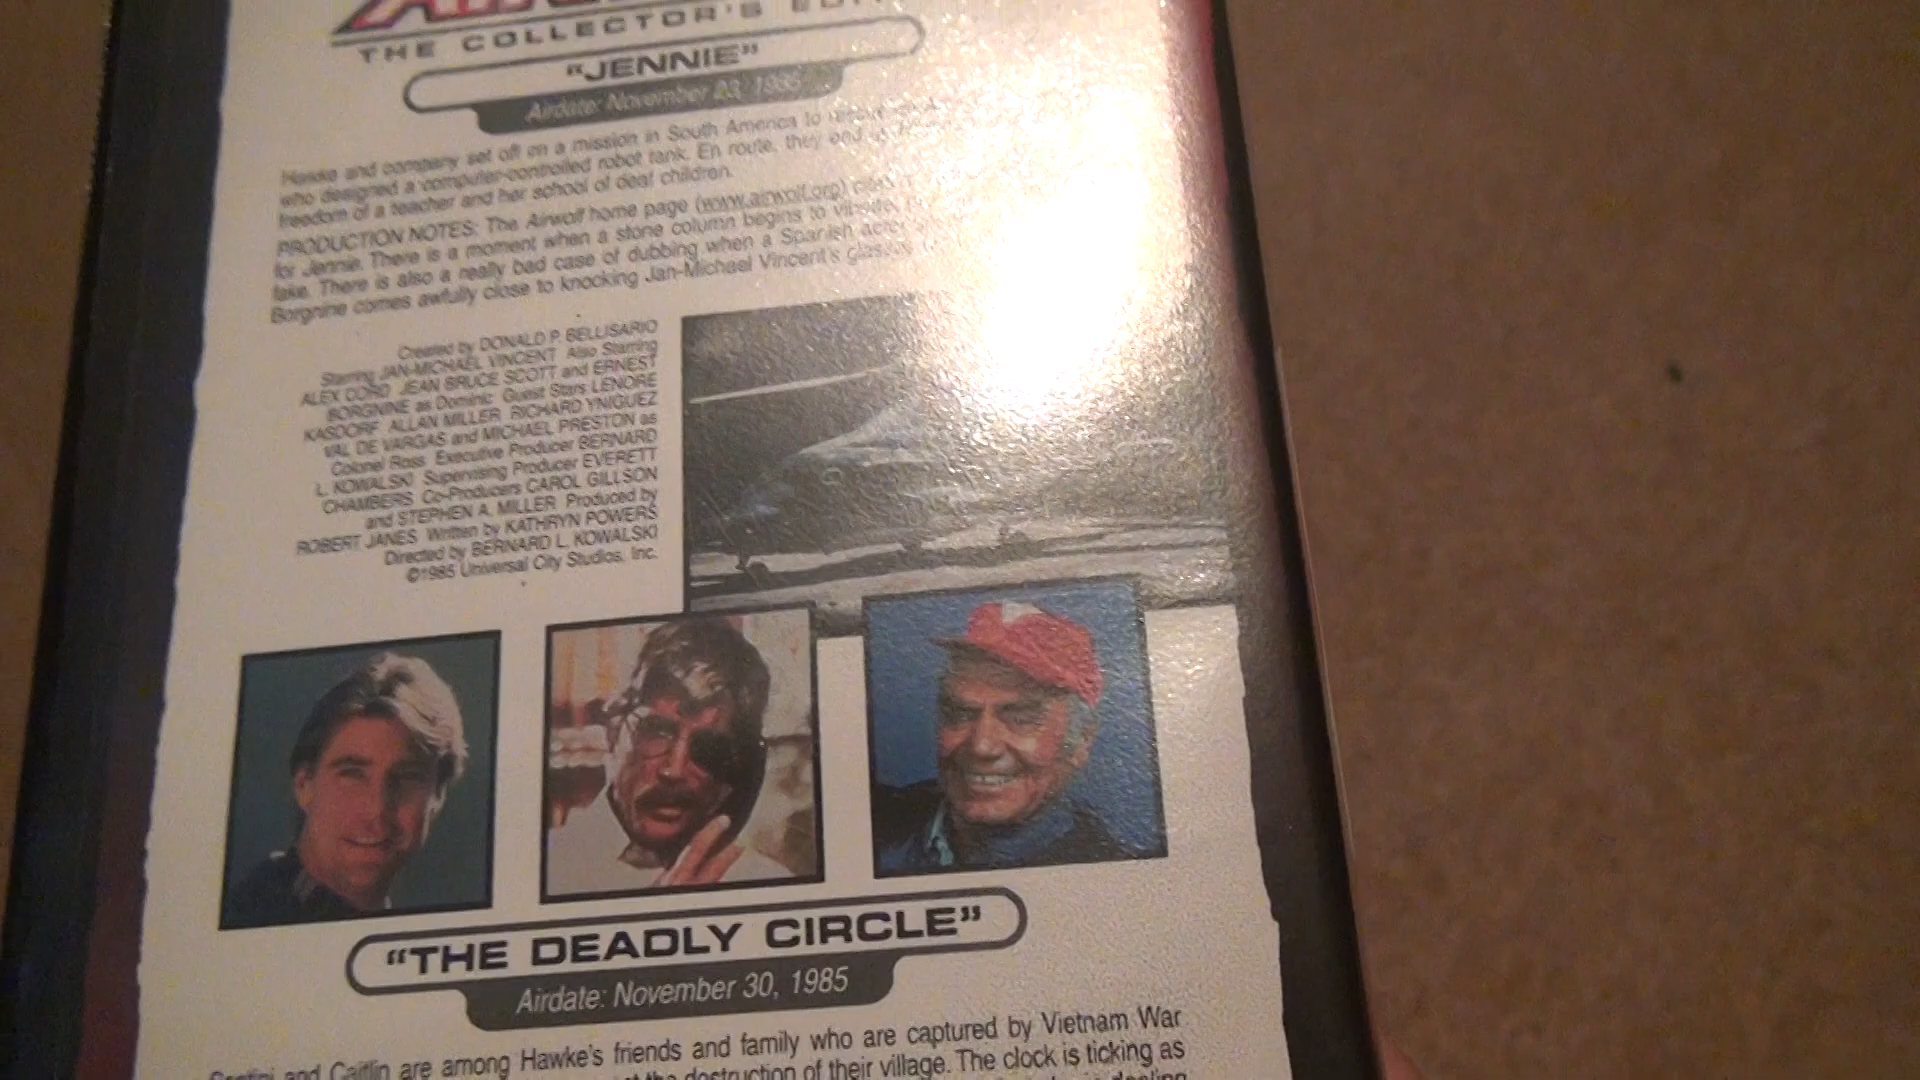 THE COLLECTOR'S
"JENNIE"
Airdate: November 23, 1985
Hawke and company set off on a mission in South America to
who designed a computer-controlled robot tank. En route, they end
freedom of a teacher and her school of deaf children.
PRODUCTION NOTES: The Airwolf home page (www.airwolf.org)
for Jennie. There is a moment when a stone column begins to
fake. There is also a really bad case of dubbing when a Spanish
Borgnine comes awfully close to knocking Jan-Michael Vincent's
Created by DONALD P. BELLISARIO
Starring JAN-MICHAEL VINCENT Also Starring
ALEX CORD JEAN BRUCE SCOTT and ERNEST
BORGNINE as Dominic Guest Stars LENORE
KASDORF ALLAN MILLER RICHARD YNIGUEZ
VAL DE VARGAS and MICHAEL PRESTON as
Colonel Ross Executive Producer BERNARD
L. KOWALSKI Supervising Producer EVERETT
CHAMBERS Co-Producers CAROL GILLSON
and STEPHEN A. MILLER Produced by
ROBERT JANES Written by KATHRYN POWERS
Directed by BERNARD L. KOWALSKI
©1985 Universal City Studios, Inc.
"THE DEADLY CIRCLE"
Airdate: November 30, 1985
and Caitlin are among Hawke's friends and family who are captured by Vietnam War
destruction of their village. The clock is ticking as